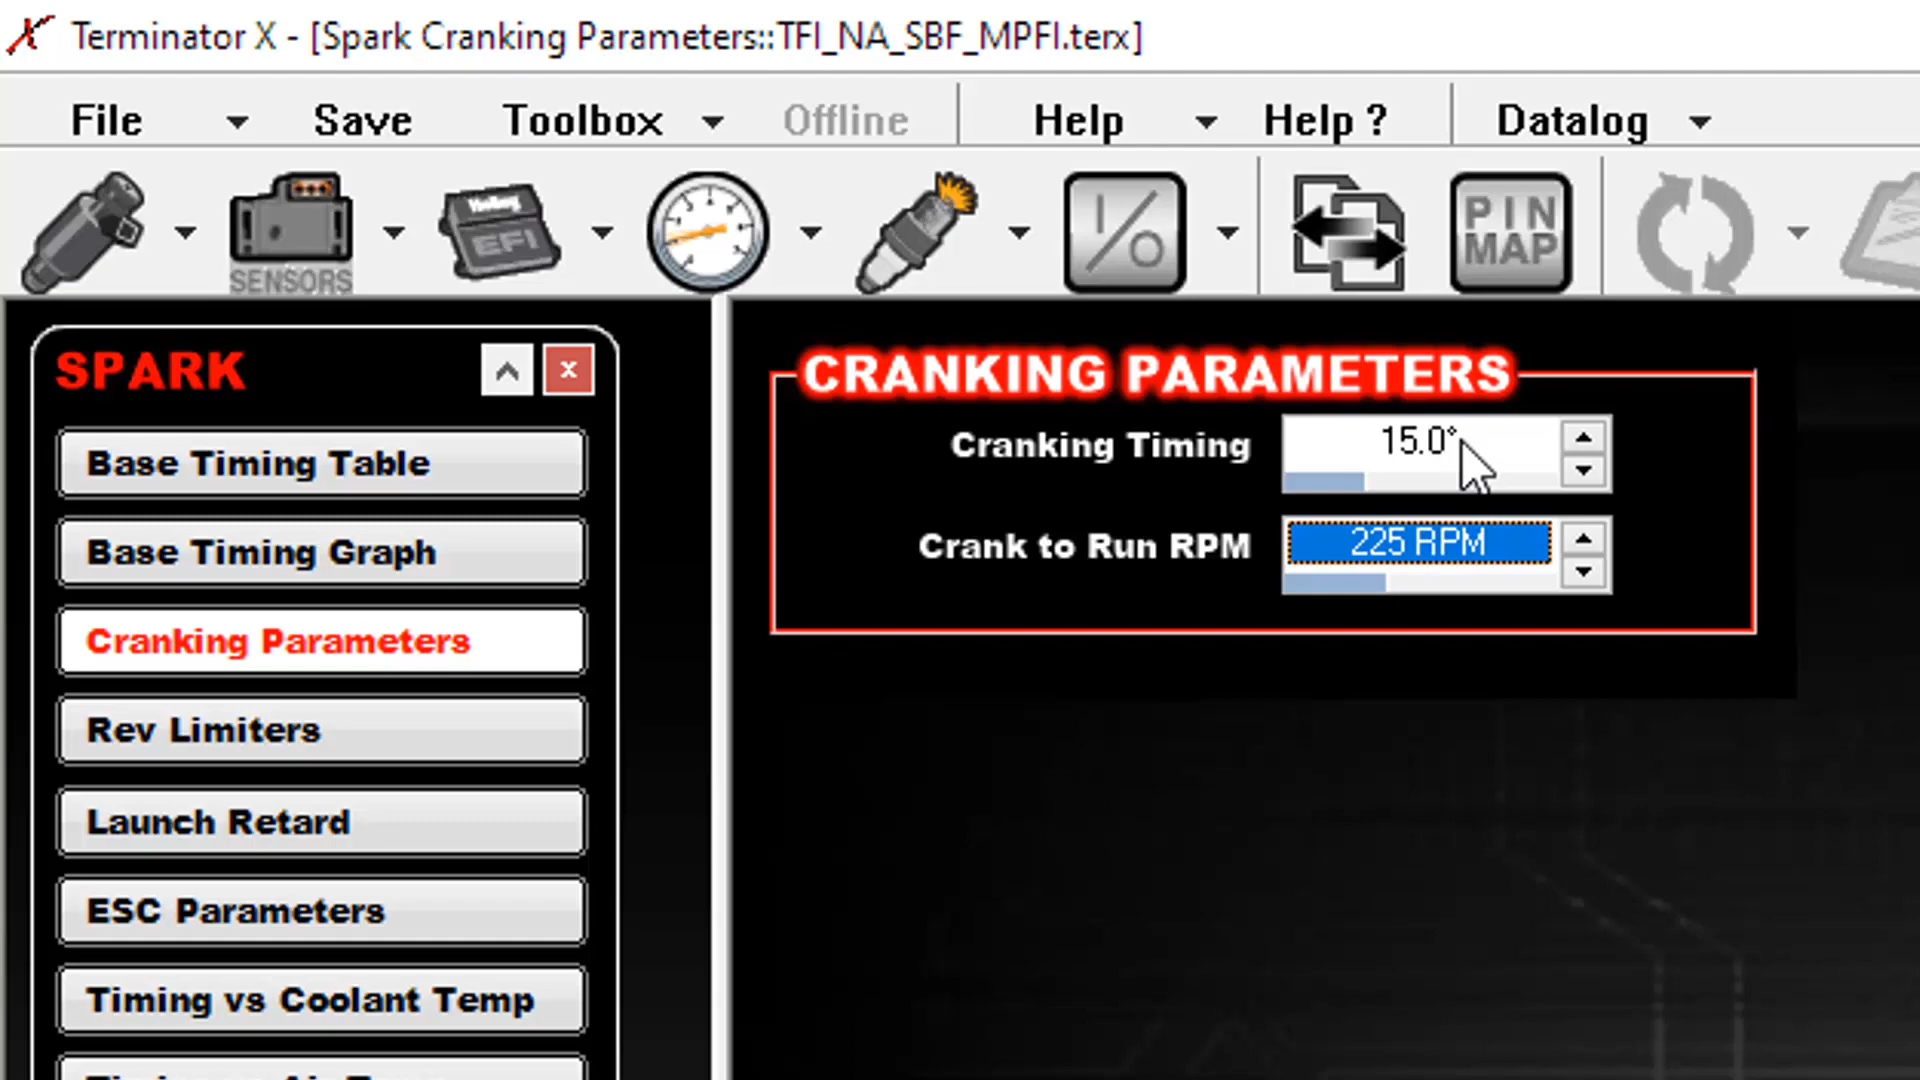 Terminator X - [Spark Cranking Parameters::TFI_NA_SBF_MPFI.terx]
File Save Toolbox Offline Help Help ? Datalog
SENSORS
EFI
I/O
PIN MAP
SPARK
Base Timing Table
Base Timing Graph
Cranking Parameters
Rev Limiters
Launch Retard
ESC Parameters
Timing vs Coolant Temp
CRANKING PARAMETERS
Cranking Timing 15.0°
Crank to Run RPM 225 RPM